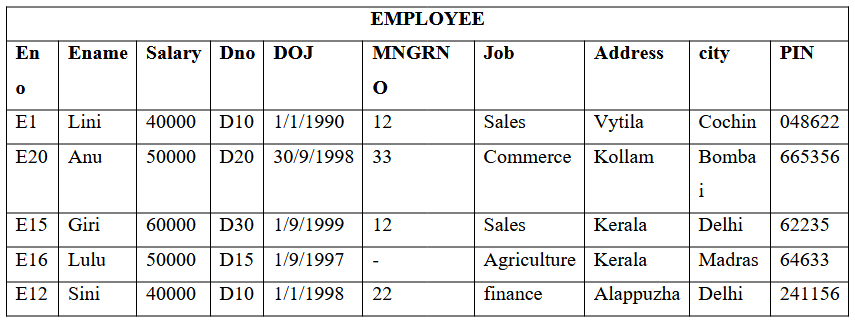 EMPLOYEE
En
o Ename Salary Dno DOJ MNGRN
O Job Address city PIN
E1 Lini 40000 D10 1/1/1990 12 Sales Vytila Cochin 048622
E20 Anu 50000 D20 30/9/1998 33 Commerce Kollam Bomba
i 665356
E15 Giri 60000 D30 1/9/1999 12 Sales Kerala Delhi 62235
E16 Lulu 50000 D15 1/9/1997 - Agriculture Kerala Madras 64633
E12 Sini 40000 D10 1/1/1998 22 finance Alappuzha Delhi 241156